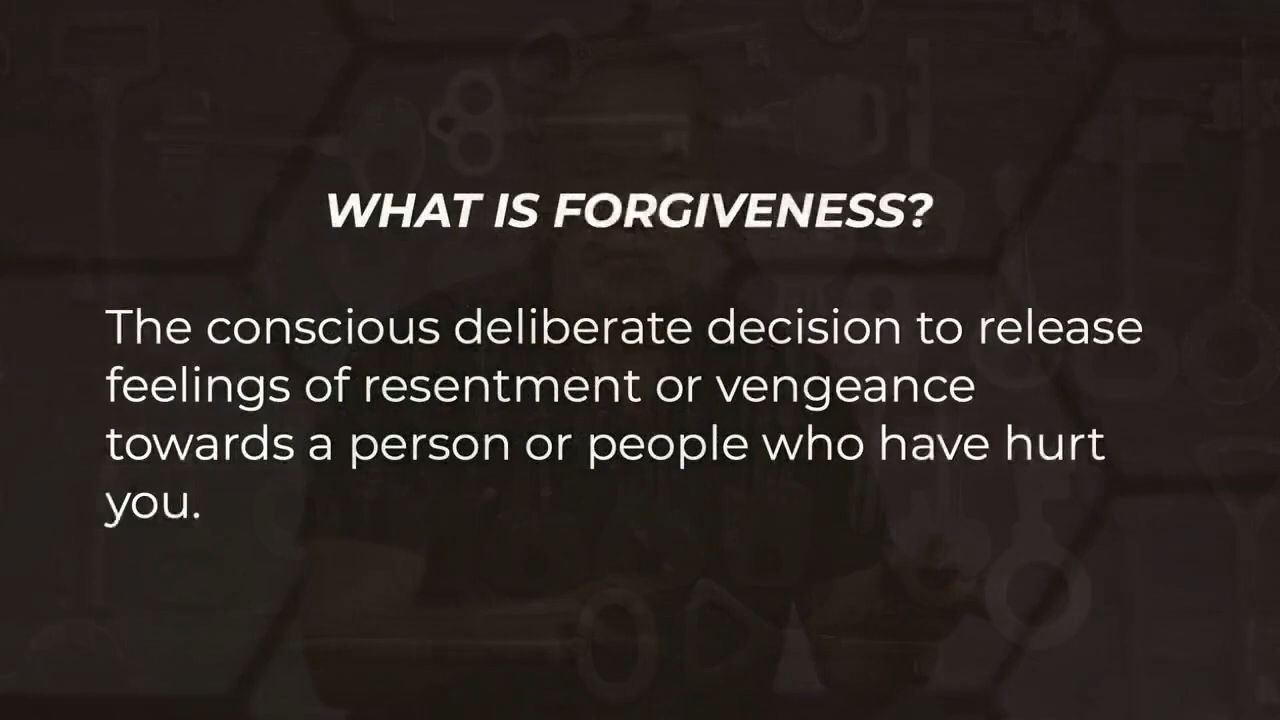 WHAT IS FORGIVENESS?
The conscious deliberate decision to release
feelings of resentment or vengeance
towards a person or people who have hurt
you.